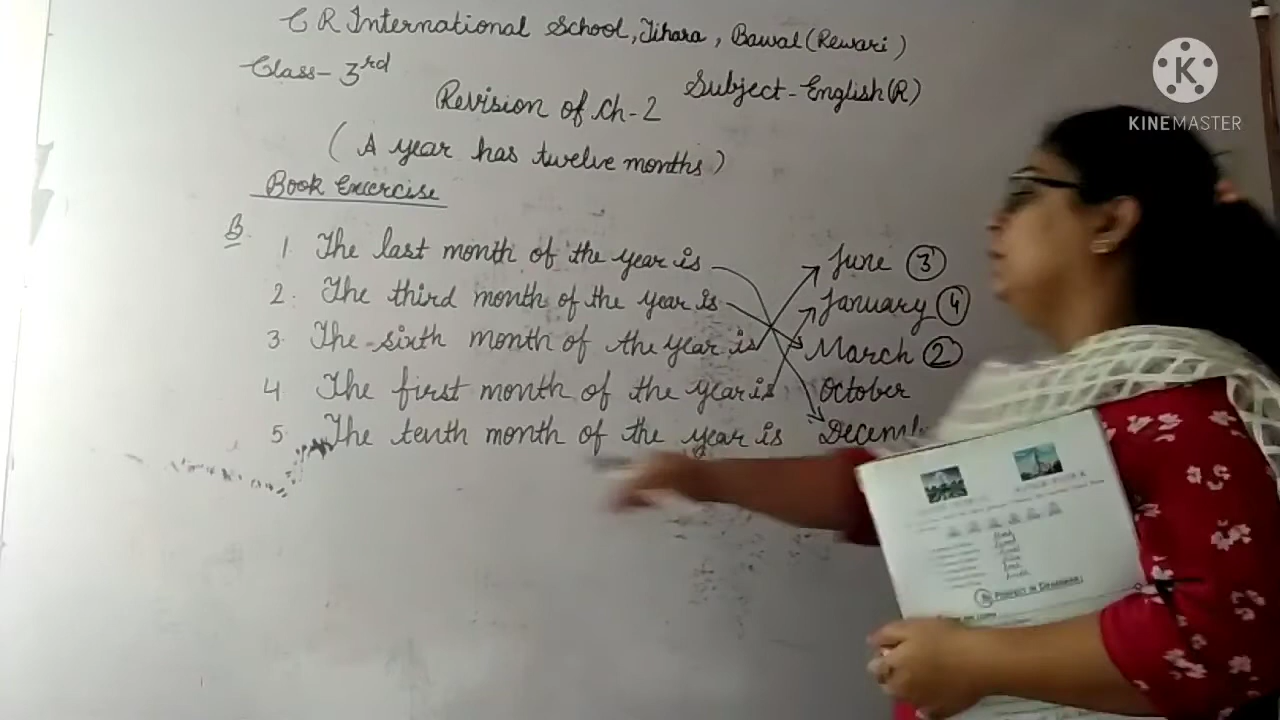 C R International School, Jihara, Bawal (Rewari)
Class- 3rd
Subject-English(R)
Revision of Ch-2
(A year has twelve months)
Book Exercise
B.
1. The last month of the year is
June 3
2. The third month of the year is
January 4
3. The sixth month of the year is
March 2
4 The first month of the year is
October
5. The tenth month of the year is
Decemb
KINEMASTER